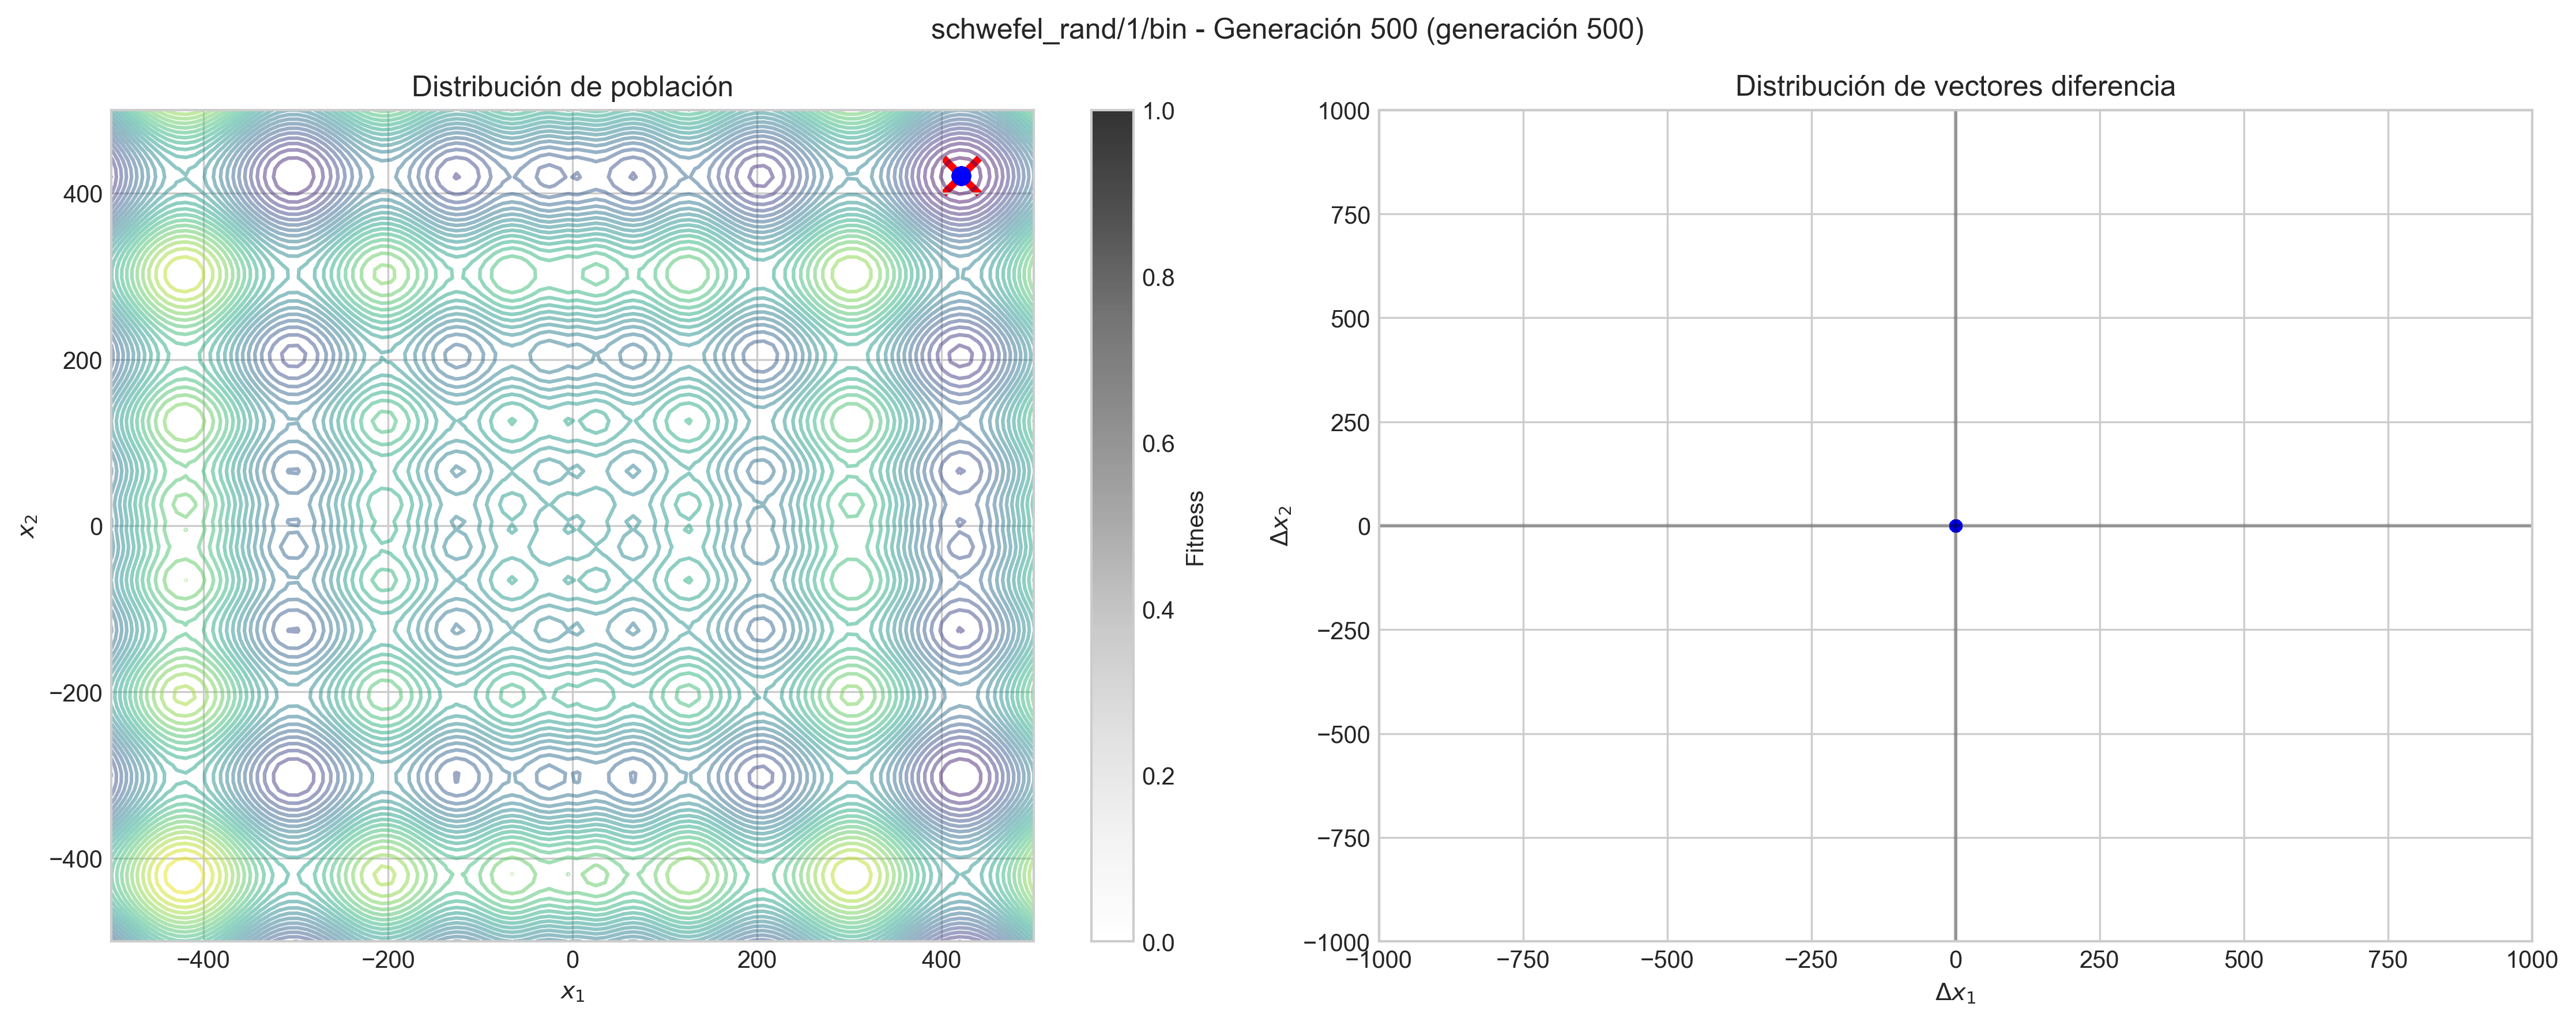 schwefel_rand/1/bin - Generación 500 (generación 500)
Distribución de población
400
200
0
−200
−400
x₂
−400 −200 0 200 400
x₁
1.0
0.8
0.6
0.4
0.2
0.0
Fitness
Distribución de vectores diferencia
1000
750
500
250
0
−250
−500
−750
−1000
Δx₂
−1000 −750 −500 −250 0 250 500 750 1000
Δx₁